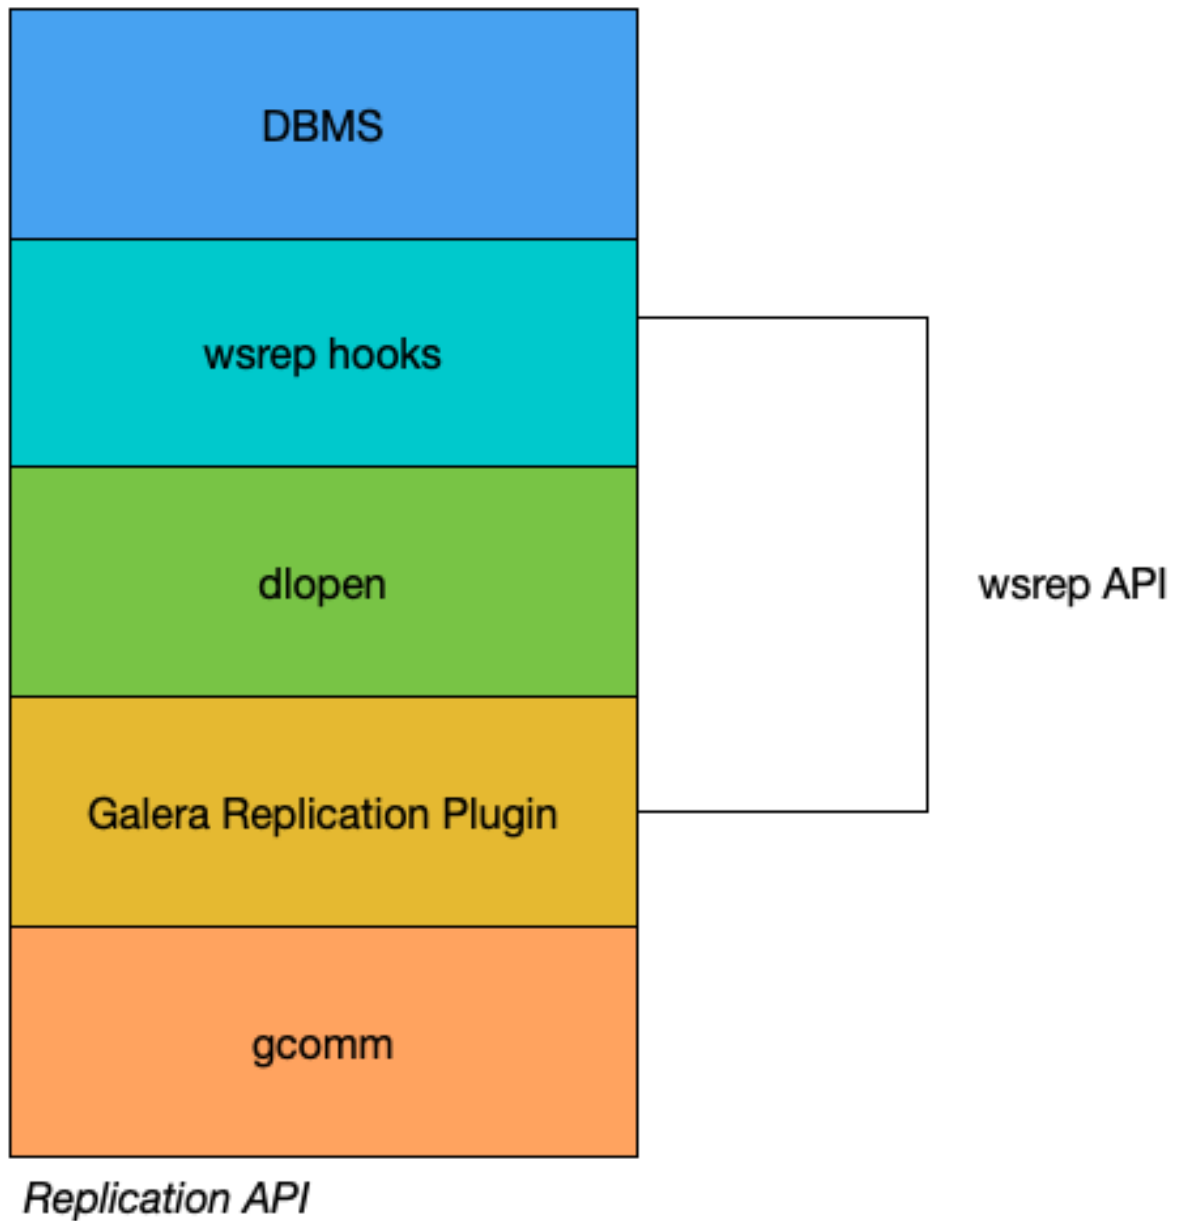 DBMS
wsrep hooks
dlopen
wsrep API
Galera Replication Plugin
gcomm
Replication API